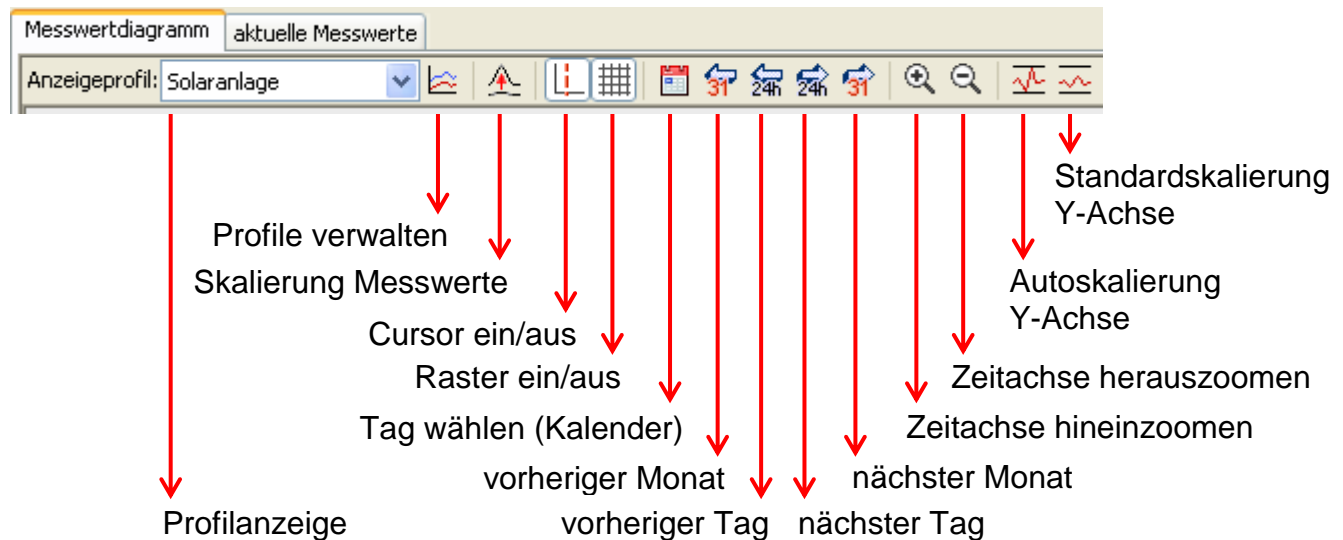 Messwertdiagramm aktuelle Messwerte
Anzeigeprofil: Solaranlage 31 24h 24h 31
Standardskalierung
Y-Achse
Profile verwalten
Skalierung Messwerte
Autoskalierung
Y-Achse
Cursor ein/aus
Raster ein/aus
Zeitachse herauszoomen
Tag wählen (Kalender)
Zeitachse hineinzoomen
vorheriger Monat
nächster Monat
Profilanzeige
vorheriger Tag
nächster Tag